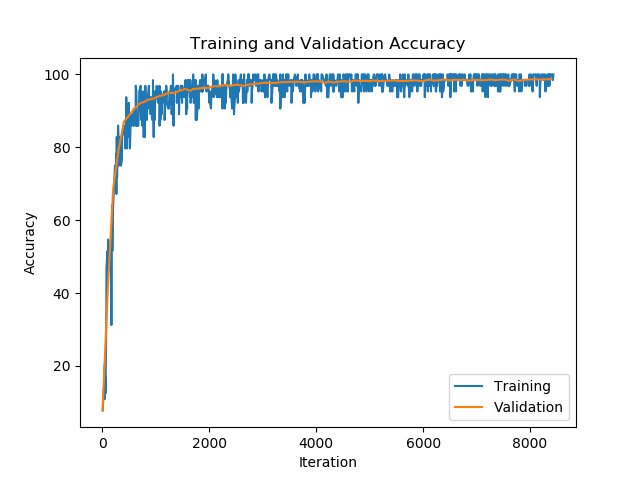 Training and Validation Accuracy
100
80
60
40
20
Accuracy
0 2000 4000 6000 8000
Iteration
Training
Validation